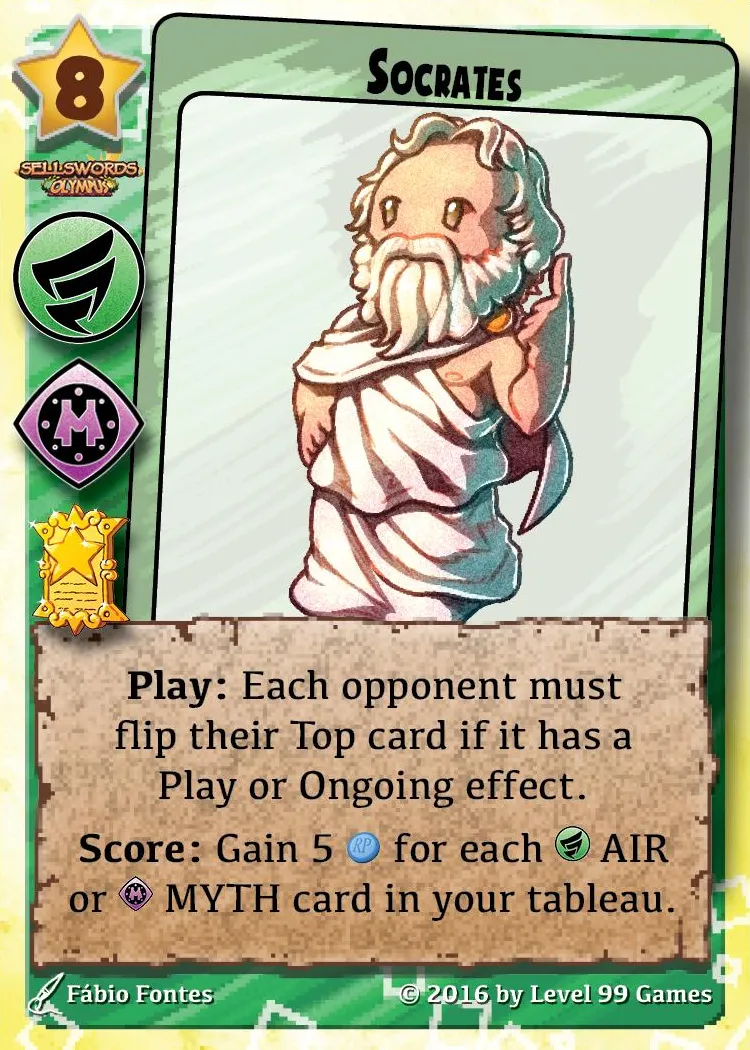 8
SOCRATES
SELLSWORDS
OLYMPUS
M
Play: Each opponent must
flip their Top card if it has a
Play or Ongoing effect.
Score: Gain 5 RP for each AIR
or M MYTH card in your tableau.
Fábio Fontes
© 2016 by Level 99 Games